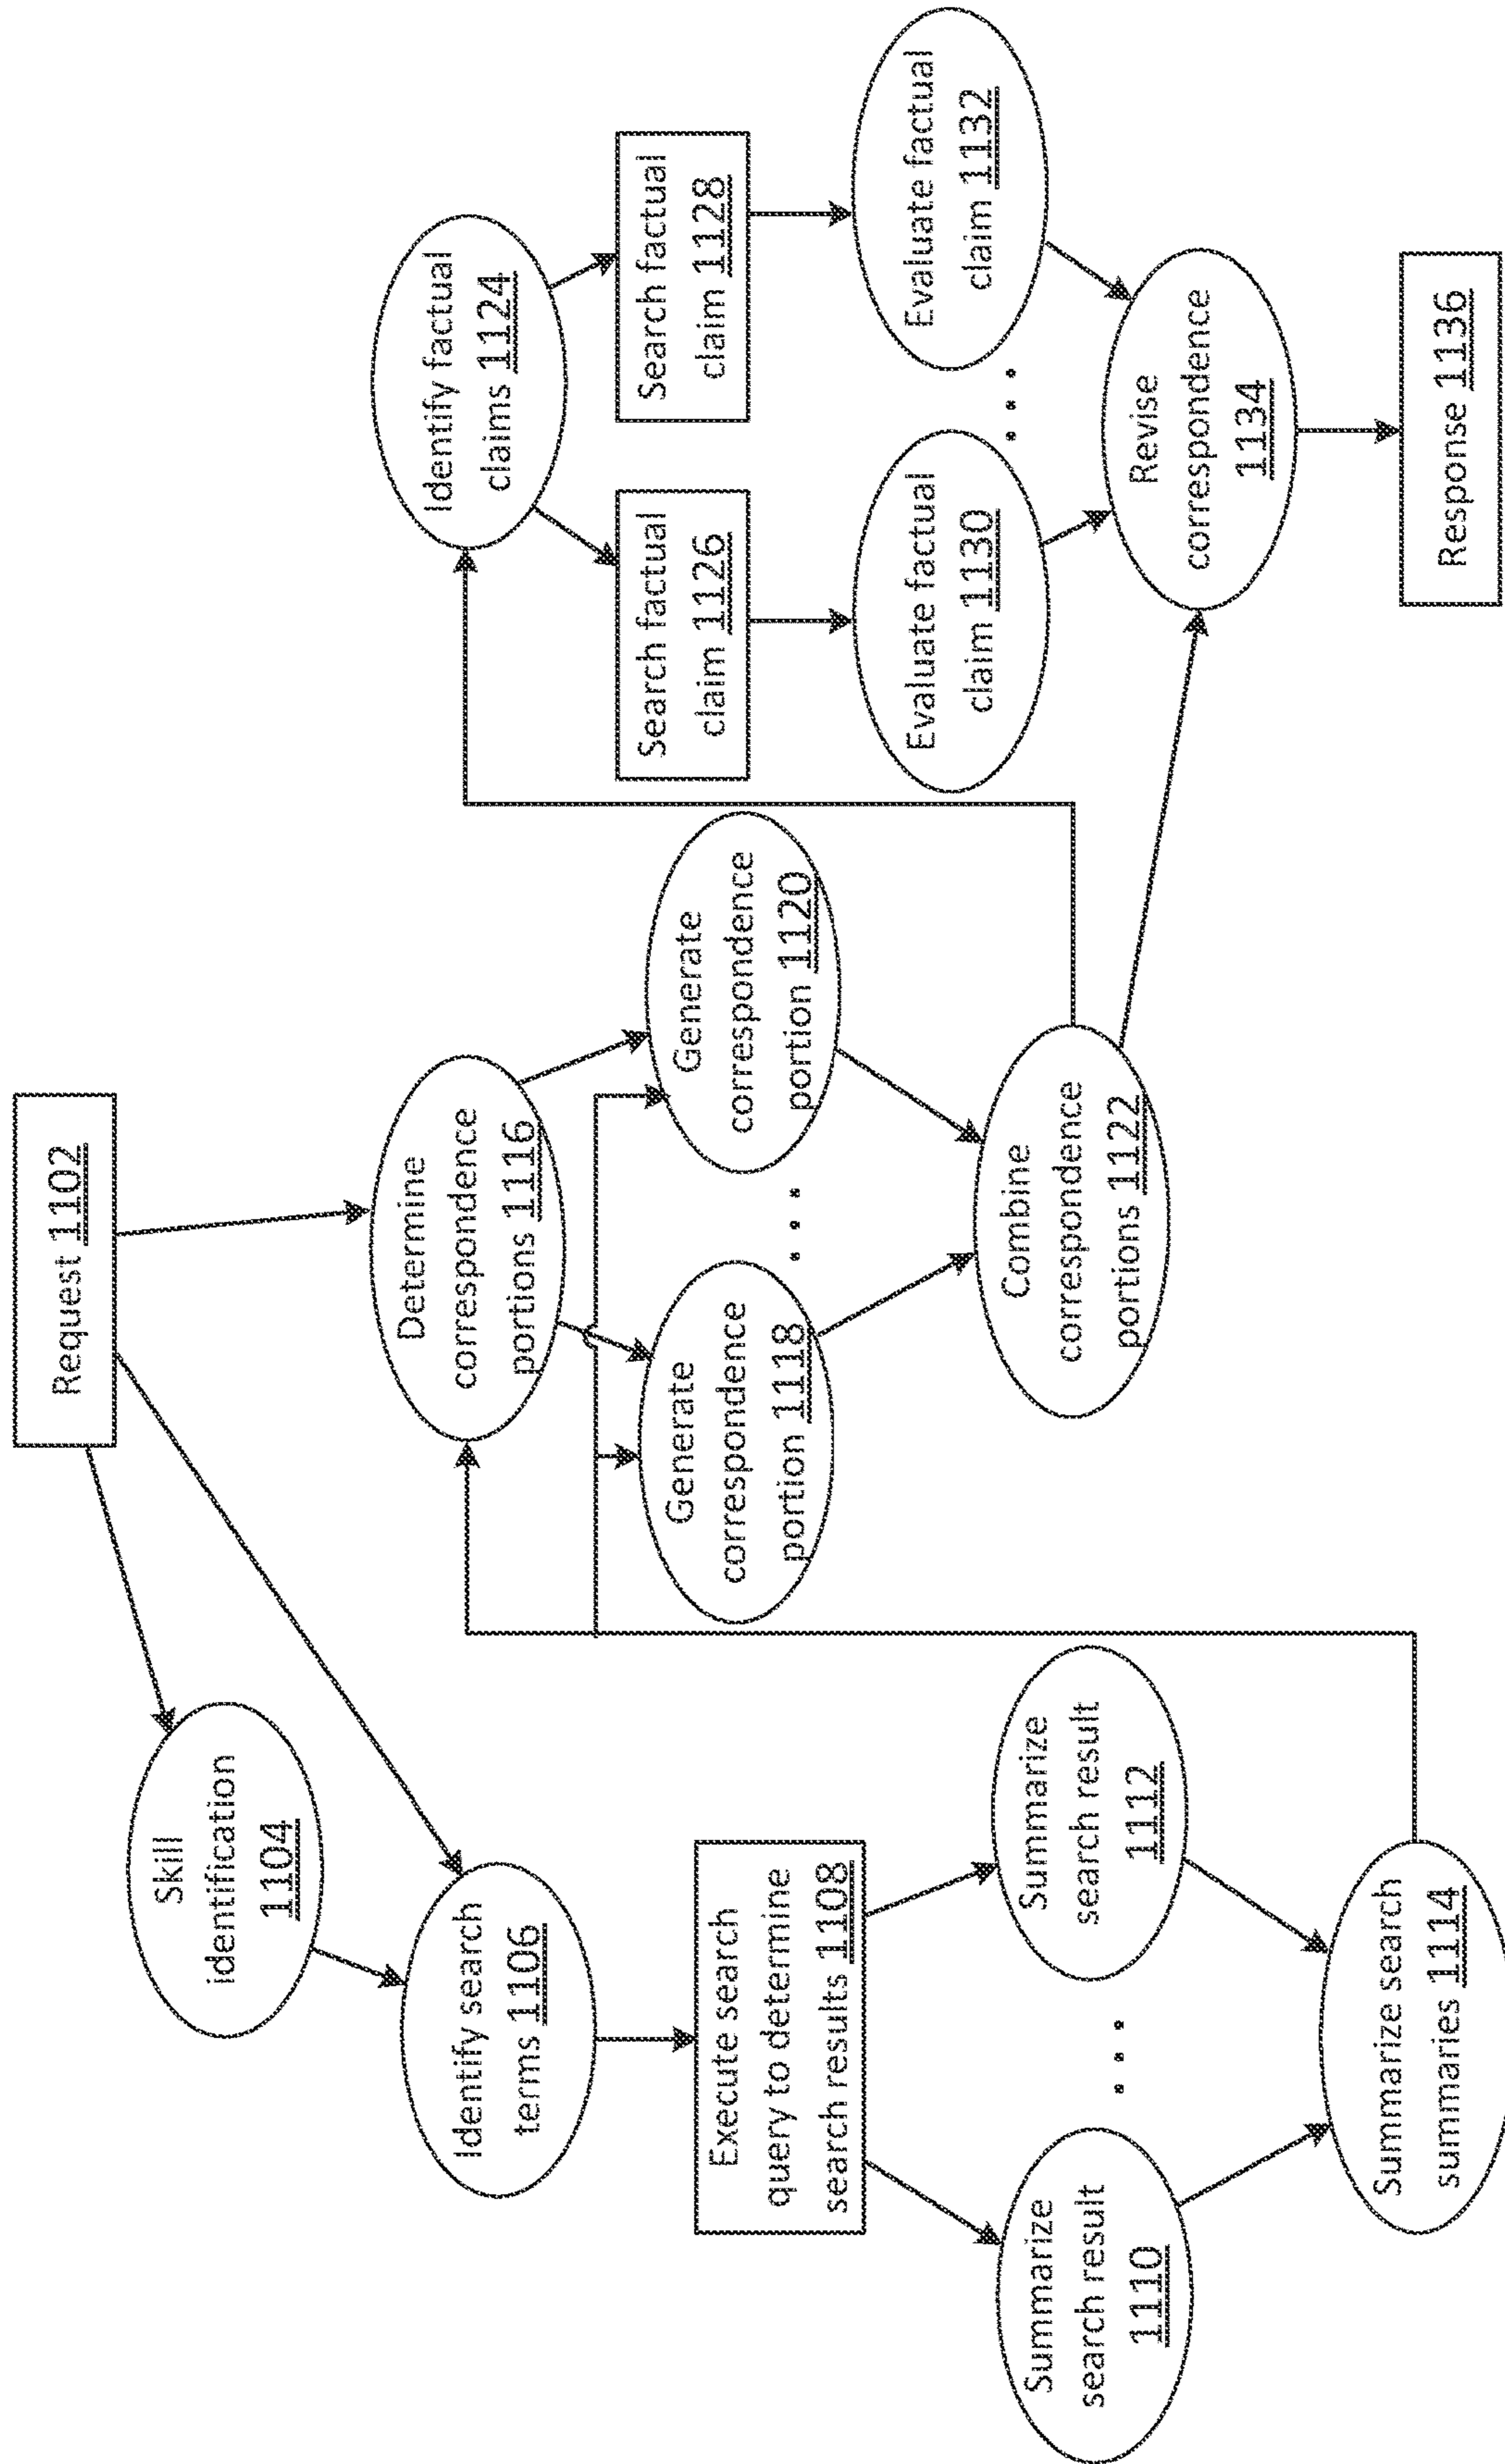 Request 1102
Skill
identification
1104
Identify search
terms 1106
Execute search
query to determine
search results 1108
Summarize
search result
1110
. . .
Summarize
search result
1112
Summarize search
summaries 1114
Determine
correspondence
portions 1116
Generate
correspondence
portion 1118
. . .
Generate
correspondence
portion 1120
Combine
correspondence
portions 1122
Identify factual
claims 1124
Search factual
claim 1126
Search factual
claim 1128
Evaluate factual
claim 1130
. . .
Evaluate factual
claim 1132
Revise
correspondence
1134
Response 1136